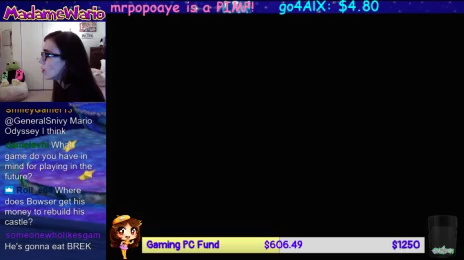 MadameWario
mrpopoaye is a PIMP!
go4AIX: $4.80
@GeneralSnivy Mario
Odyssey I think
What
game do you have in
mind for playing in the
future?
Where
does Bowser get his
money to rebuild his
castle?
someonewholikesgam
He's gonna eat BREK
Gaming PC Fund $606.49 $1250